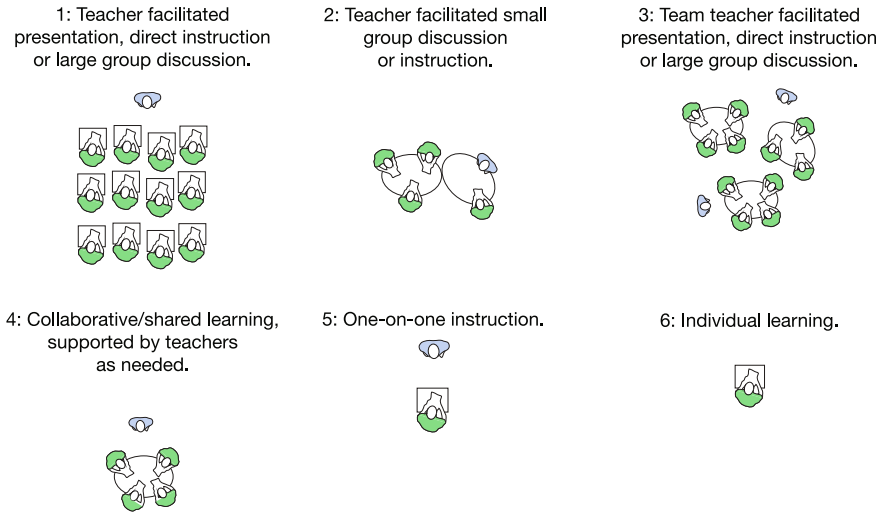 1: Teacher facilitated
presentation, direct instruction
or large group discussion.
2: Teacher facilitated small
group discussion
or instruction.
3: Team teacher facilitated
presentation, direct instruction
or large group discussion.
4: Collaborative/shared learning,
supported by teachers
as needed.
5: One-on-one instruction.
6: Individual learning.